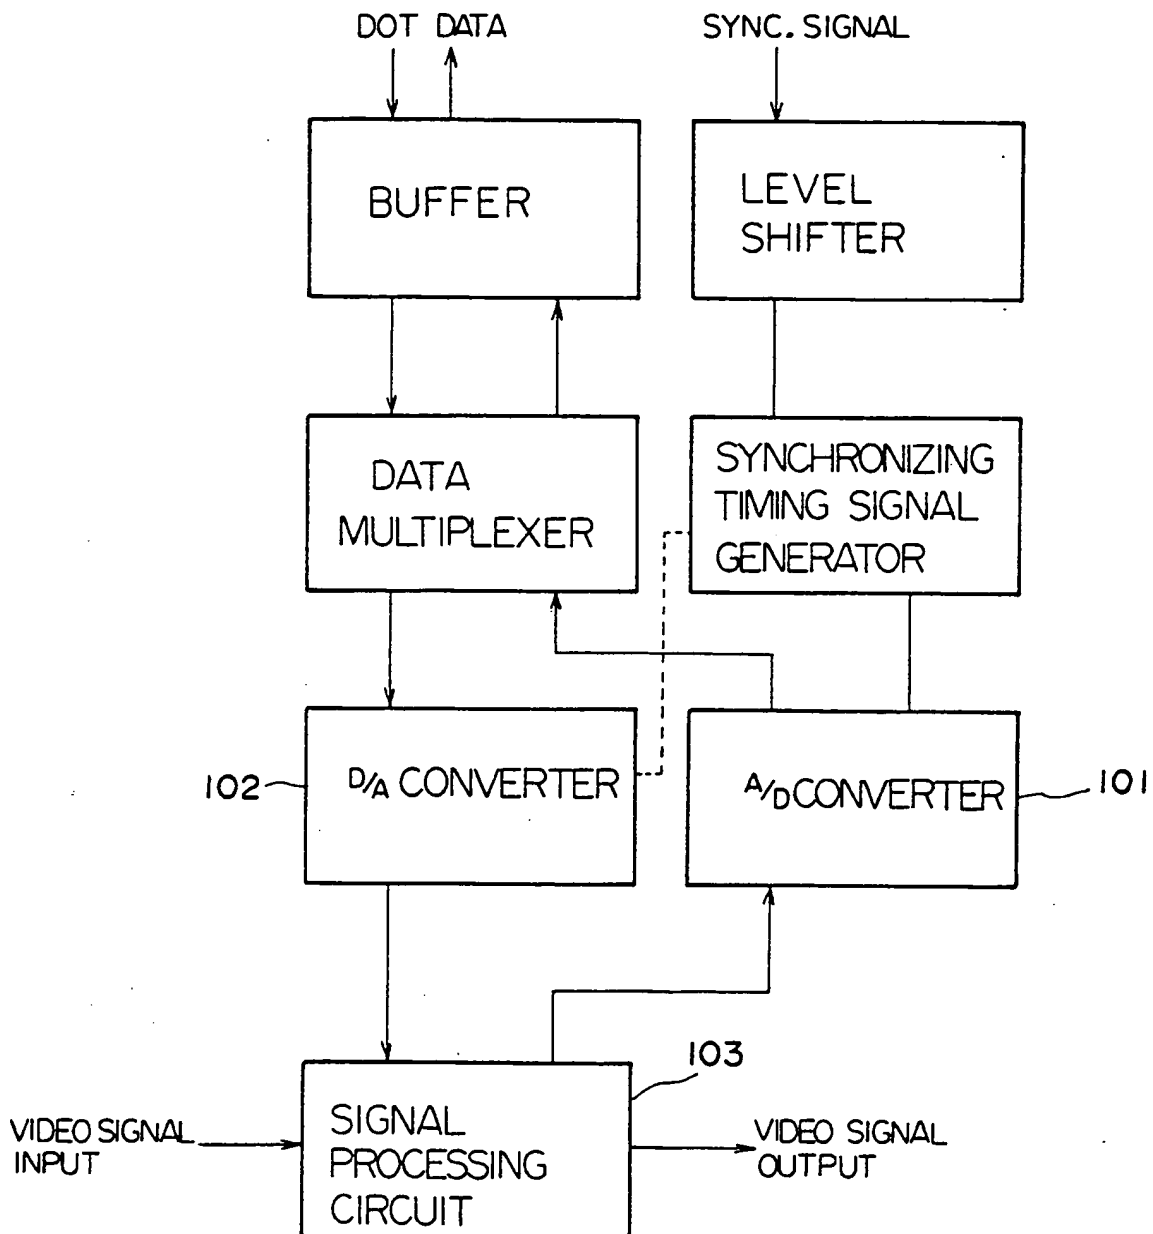 DOT DATA
SYNC. SIGNAL
BUFFER
LEVEL
SHIFTER
DATA
MULTIPLEXER
SYNCHRONIZING
TIMING SIGNAL
GENERATOR
102
D/A CONVERTER
A/D CONVERTER
101
103
VIDEO SIGNAL
INPUT
SIGNAL
PROCESSING
CIRCUIT
VIDEO SIGNAL
OUTPUT